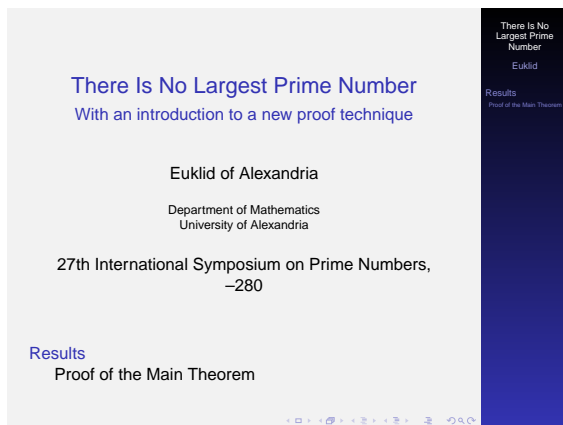 There Is No Largest Prime Number
With an introduction to a new proof technique
Euklid of Alexandria
Department of Mathematics
University of Alexandria
27th International Symposium on Prime Numbers,
–280
Results
Proof of the Main Theorem
There Is No
Largest Prime
Number
Euklid
Results
Proof of the Main Theorem